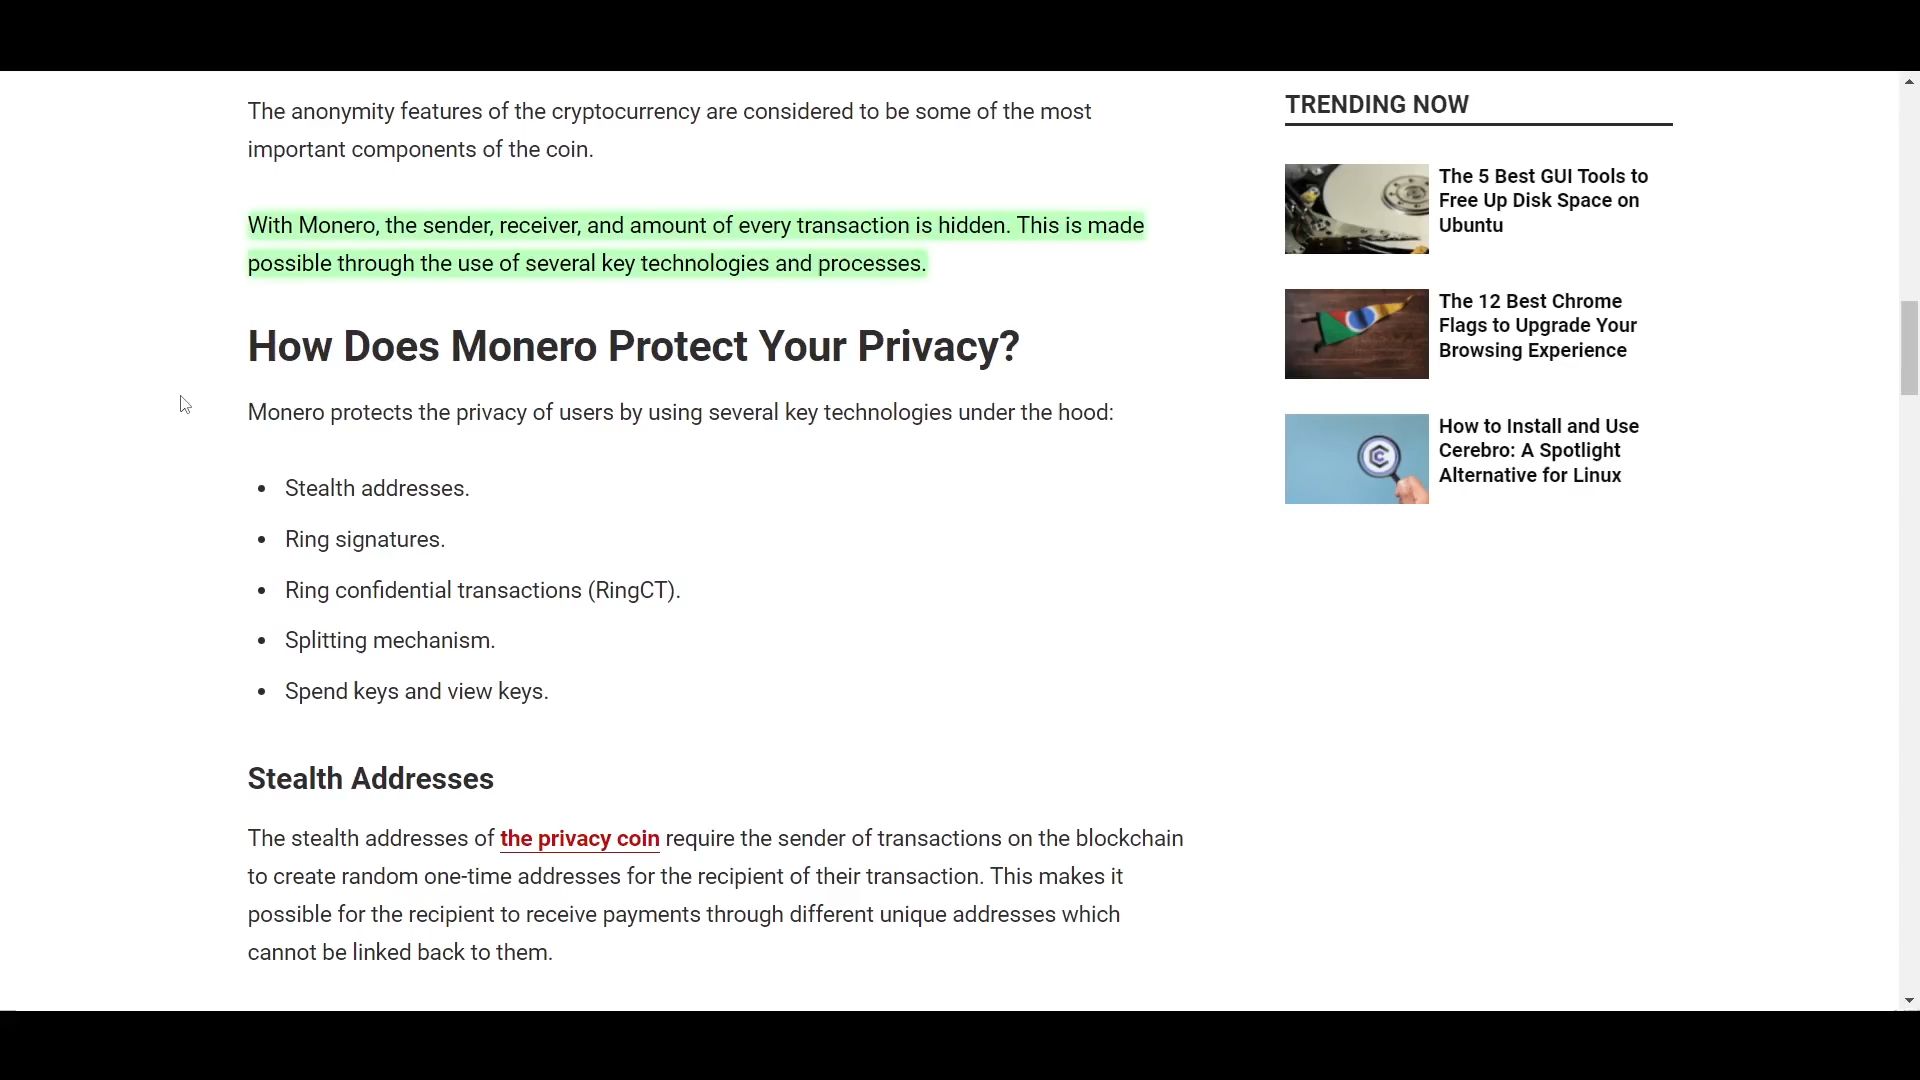 The anonymity features of the cryptocurrency are considered to be some of the most
important components of the coin.
With Monero, the sender, receiver, and amount of every transaction is hidden. This is made
possible through the use of several key technologies and processes.
How Does Monero Protect Your Privacy?
Monero protects the privacy of users by using several key technologies under the hood:
• Stealth addresses.
• Ring signatures.
• Ring confidential transactions (RingCT).
• Splitting mechanism.
• Spend keys and view keys.
Stealth Addresses
The stealth addresses of the privacy coin require the sender of transactions on the blockchain
to create random one-time addresses for the recipient of their transaction. This makes it
possible for the recipient to receive payments through different unique addresses which
cannot be linked back to them.
TRENDING NOW
The 5 Best GUI Tools to
Free Up Disk Space on
Ubuntu
The 12 Best Chrome
Flags to Upgrade Your
Browsing Experience
How to Install and Use
Cerebro: A Spotlight
Alternative for Linux